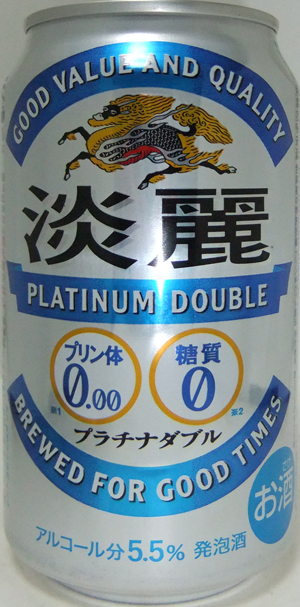 GOOD VALUE AND QUALITY
淡麗
PLATINUM DOUBLE
プリン体
0.00
※1
糖質
0
※2
プラチナダブル
BREWED FOR GOOD TIMES
お酒
アルコール分5.5% 発泡酒